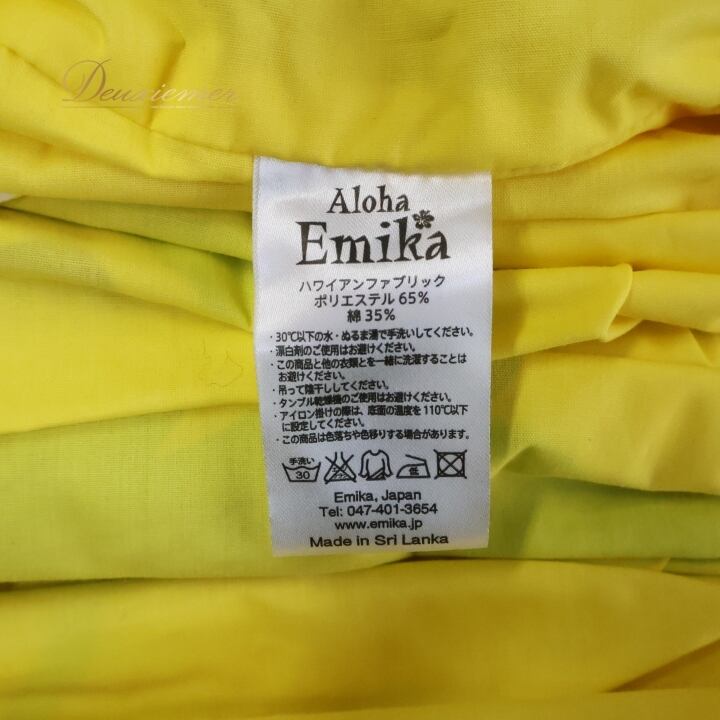 Deuxiemer
Aloha
Emika
ハワイアンファブリック
ポリエステル 65%
綿 35%
・30℃以下の水・ぬるま湯で手洗いしてください。
・漂白剤のご使用はお避けください。
・この商品と他の衣類とを一緒に洗濯することは
お避けください。
・吊って陰干ししてください。
・タンブル乾燥機のご使用はお避けください。
・アイロン掛けの際は、底面の温度を110℃以下
に設定してください。
・この商品は色落ちや色移りする場合があります。
手洗い
30
低
Emika, Japan
Tel: 047-401-3654
www.emika.jp
Made in Sri Lanka